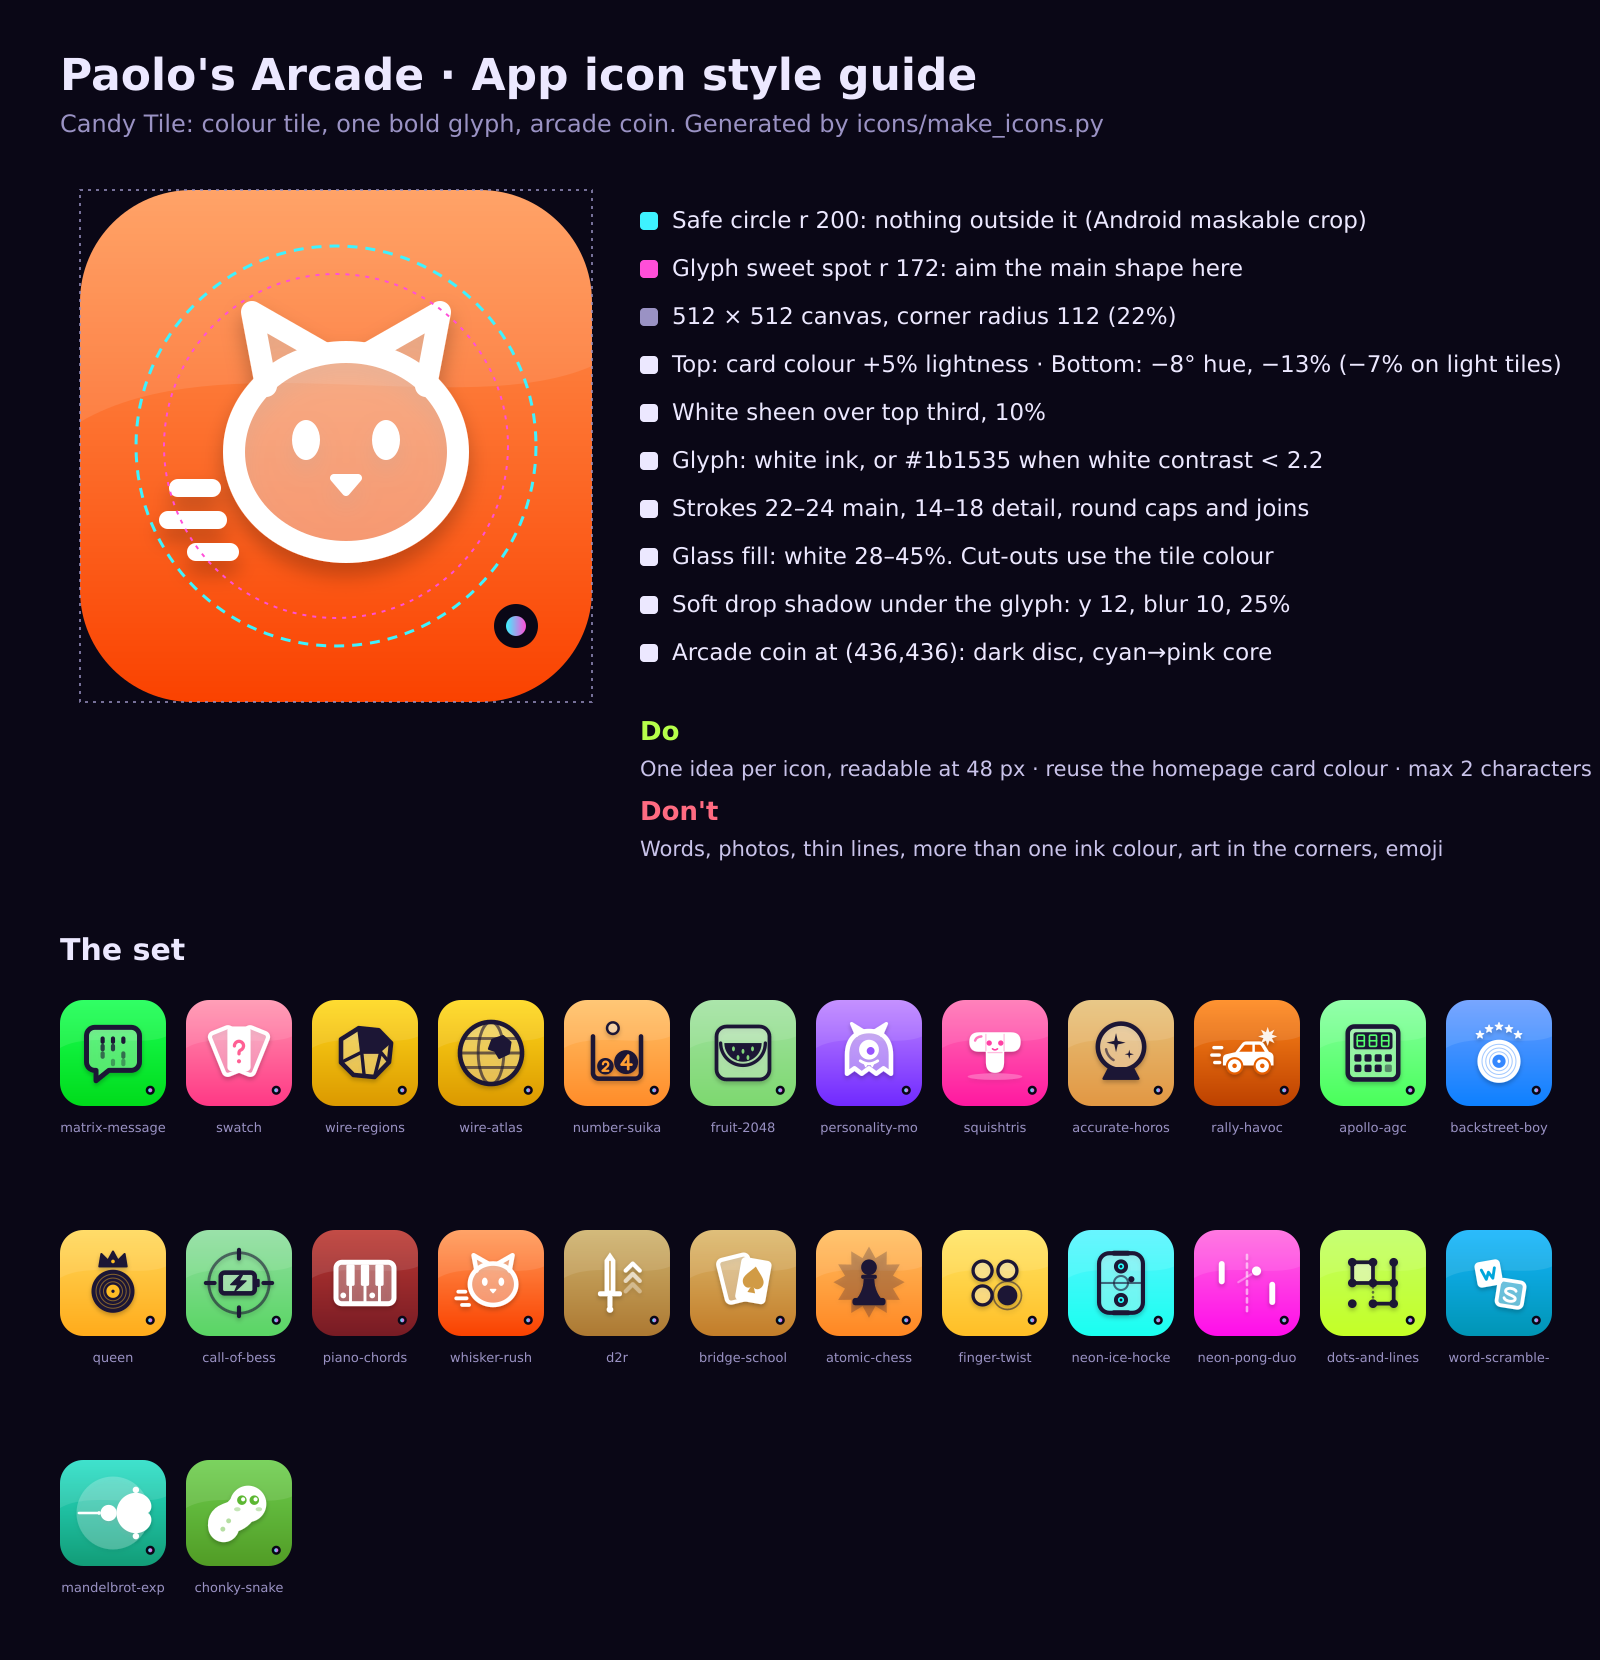 Paolo's Arcade · App icon style guide
Candy Tile: colour tile, one bold glyph, arcade coin. Generated by icons/make_icons.py
Safe circle r 200: nothing outside it (Android maskable crop)
Glyph sweet spot r 172: aim the main shape here
512 × 512 canvas, corner radius 112 (22%)
Top: card colour +5% lightness · Bottom: −8° hue, −13% (−7% on light tiles)
White sheen over top third, 10%
Glyph: white ink, or #1b1535 when white contrast < 2.2
Strokes 22–24 main, 14–18 detail, round caps and joins
Glass fill: white 28–45%. Cut-outs use the tile colour
Soft drop shadow under the glyph: y 12, blur 10, 25%
Arcade coin at (436,436): dark disc, cyan→pink core
Do
One idea per icon, readable at 48 px · reuse the homepage card colour · max 2 characters
Don't
Words, photos, thin lines, more than one ink colour, art in the corners, emoji
The set
?
2 4
matrix-message swatch wire-regions wire-atlas number-suika fruit-2048 personality-mo squishtris accurate-horos rally-havoc apollo-agc backstreet-boy
W S
queen call-of-bess piano-chords whisker-rush d2r bridge-school atomic-chess finger-twist neon-ice-hocke neon-pong-duo dots-and-lines word-scramble-
mandelbrot-exp chonky-snake